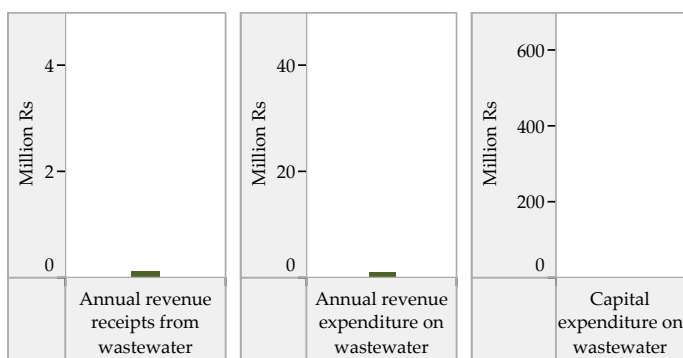 Million Rs
4
2
0
Annual revenue
receipts from
wastewater
Million Rs
40
20
0
Annual revenue
expenditure on
wastewater
Million Rs
600
400
200
0
Capital
expenditure on
wastewater